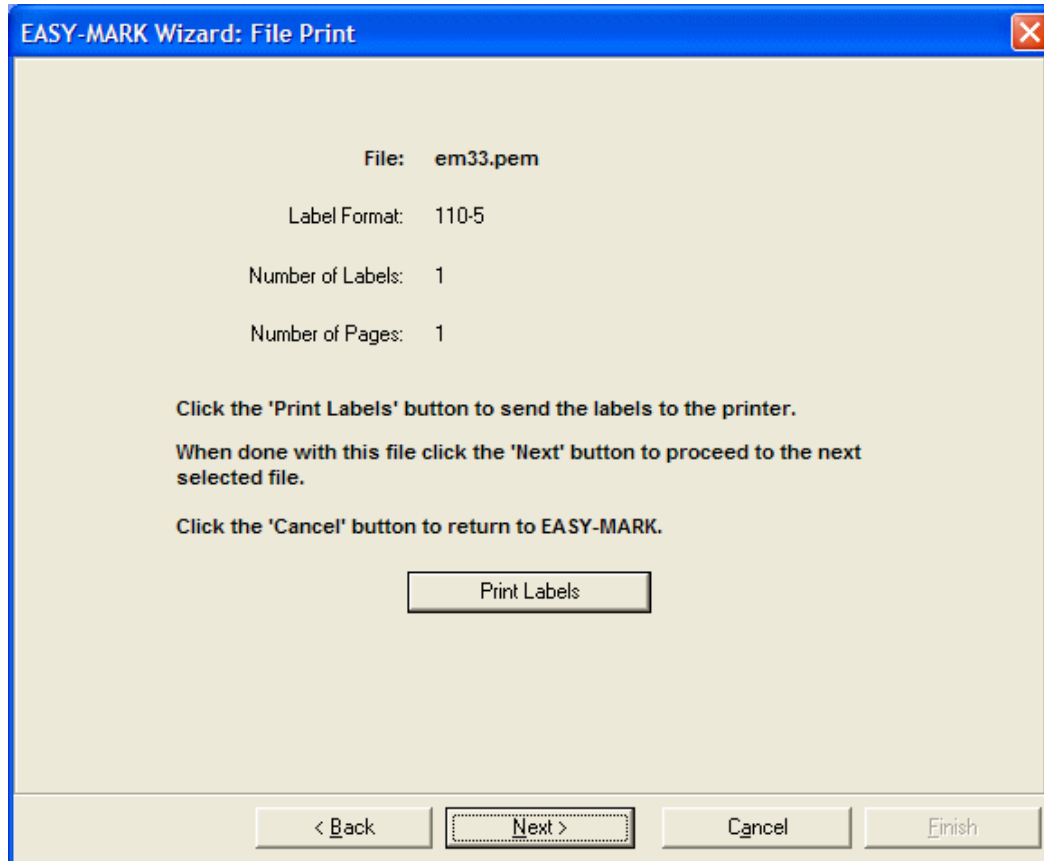 EASY-MARK Wizard: File Print
File: em33.pem
Label Format: 110-5
Number of Labels: 1
Number of Pages: 1
Click the 'Print Labels' button to send the labels to the printer.
When done with this file click the 'Next' button to proceed to the next
selected file.
Click the 'Cancel' button to return to EASY-MARK.
Print Labels
< Back Next > Cancel Finish